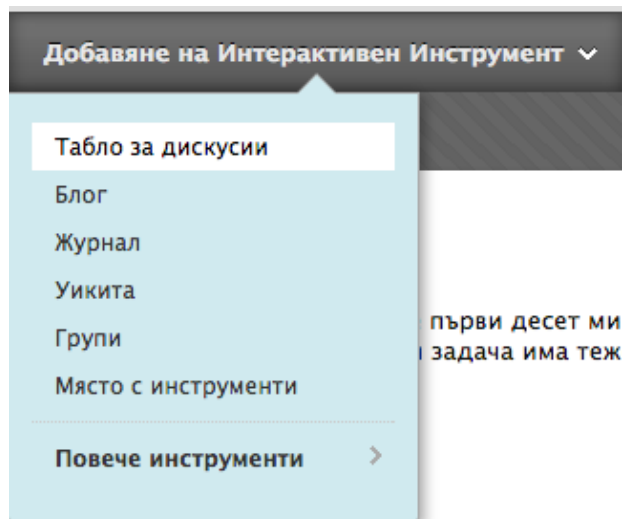 Добавяне на Интерактивен Инструмент
Табло за дискусии
Блог
Журнал
Уикита
Групи
Място с инструменти
Повече инструменти
първи десет ми
задача има теж